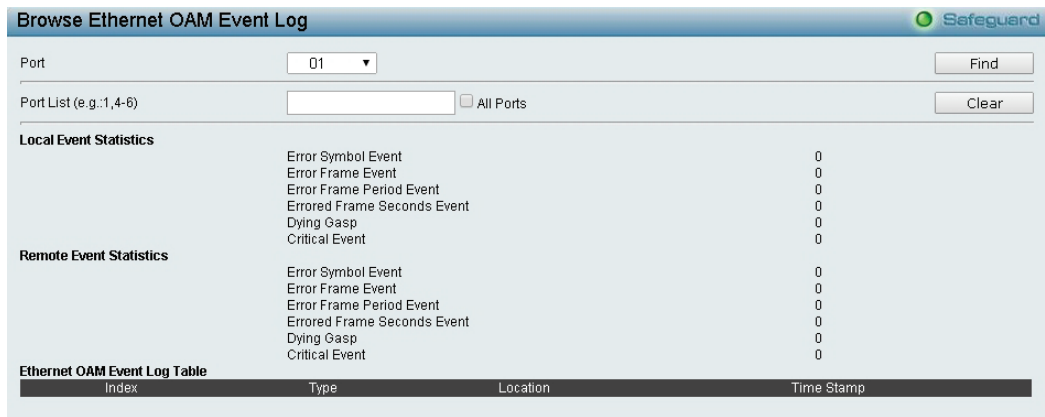 Browse Ethernet OAM Event Log Safeguard
Port 01 Find
Port List (e.g.:1,4-6) All Ports Clear
Local Event Statistics
Error Symbol Event 0
Error Frame Event 0
Error Frame Period Event 0
Errored Frame Seconds Event 0
Dying Gasp 0
Critical Event 0
Remote Event Statistics
Error Symbol Event 0
Error Frame Event 0
Error Frame Period Event 0
Errored Frame Seconds Event 0
Dying Gasp 0
Critical Event 0
Ethernet OAM Event Log Table
Index Type Location Time Stamp